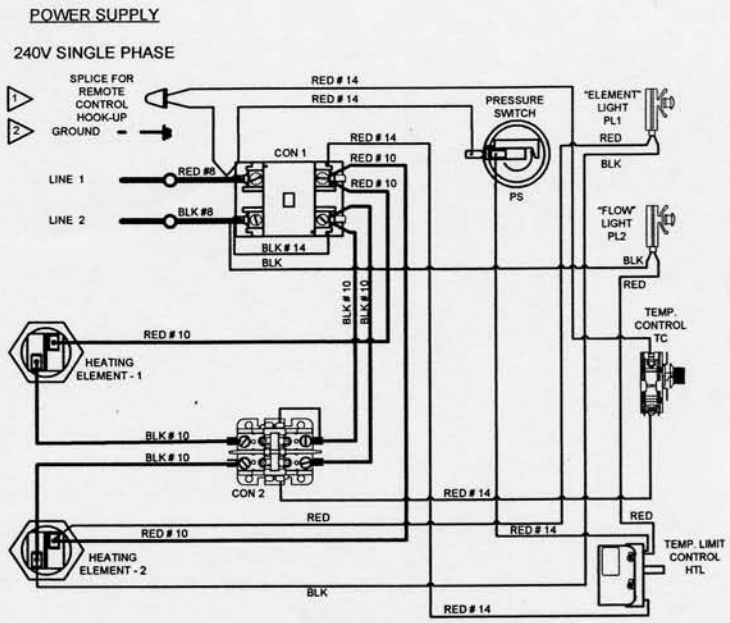 POWER SUPPLY
240V SINGLE PHASE
1
SPLICE FOR
REMOTE
CONTROL
HOOK-UP
2
GROUND
RED # 14
RED # 14
PRESSURE
SWITCH
PS
"ELEMENT"
LIGHT
PL1
RED
BLK
CON 1
RED # 14
RED # 10
RED # 10
LINE 1
RED #8
LINE 2
BLK #8
BLK # 14
BLK
"FLOW"
LIGHT
PL2
BLK
RED
BLK # 10
BLK # 10
TEMP.
CONTROL
TC
RED # 10
HEATING
ELEMENT - 1
BLK # 10
BLK # 10
CON 2
RED # 14
RED
RED
RED # 10
RED # 14
HEATING
ELEMENT - 2
TEMP. LIMIT
CONTROL
HTL
BLK
RED # 14